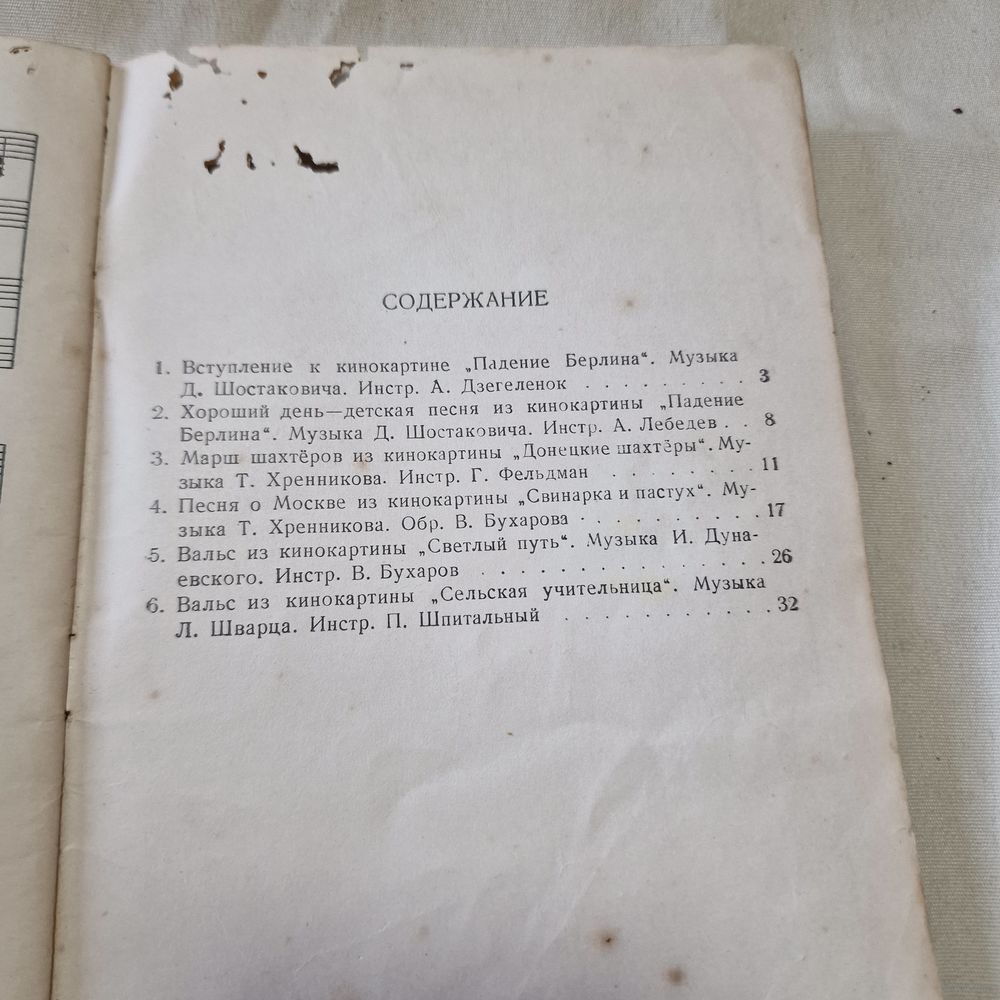 СОДЕРЖАНИЕ
1. Вступление к кинокартине „Падение Берлина“. Музыка
Д. Шостаковича. Инстр. А. Дзегеленок . . . . . . . . . 3
2. Хороший день—детская песня из кинокартины „Падение
Берлина“. Музыка Д. Шостаковича. Инстр. А. Лебедев . . 8
3. Марш шахтёров из кинокартины „Донецкие шахтёры“. Му-
зыка Т. Хренникова. Инстр. Г. Фельдман . . . . . . . . 11
4. Песня о Москве из кинокартины „Свинарка и пастух“. Му-
зыка Т. Хренникова. Обр. В. Бухарова . . . . . . . . . 17
5. Вальс из кинокартины „Светлый путь“. Музыка И. Дуна-
евского. Инстр. В. Бухаров . . . . . . . . . . . . . . 26
6. Вальс из кинокартины „Сельская учительница“. Музыка
Л. Шварца. Инстр. П. Шпитальный . . . . . . . . . . 32